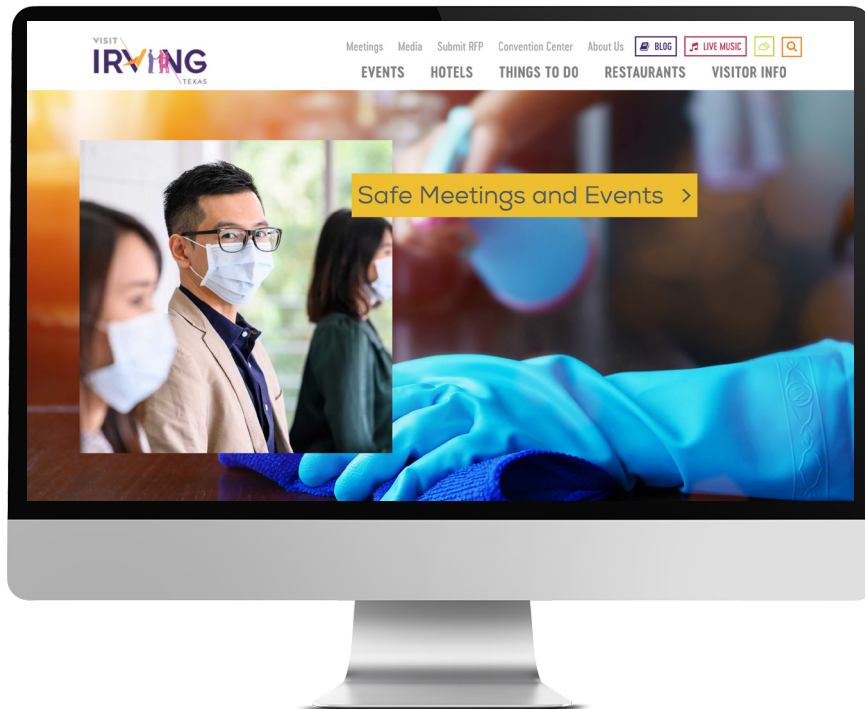 VISIT
IRVING
TEXAS
Meetings Media Submit RFP Convention Center About Us BLOG LIVE MUSIC
EVENTS HOTELS THINGS TO DO RESTAURANTS VISITOR INFO
Safe Meetings and Events >